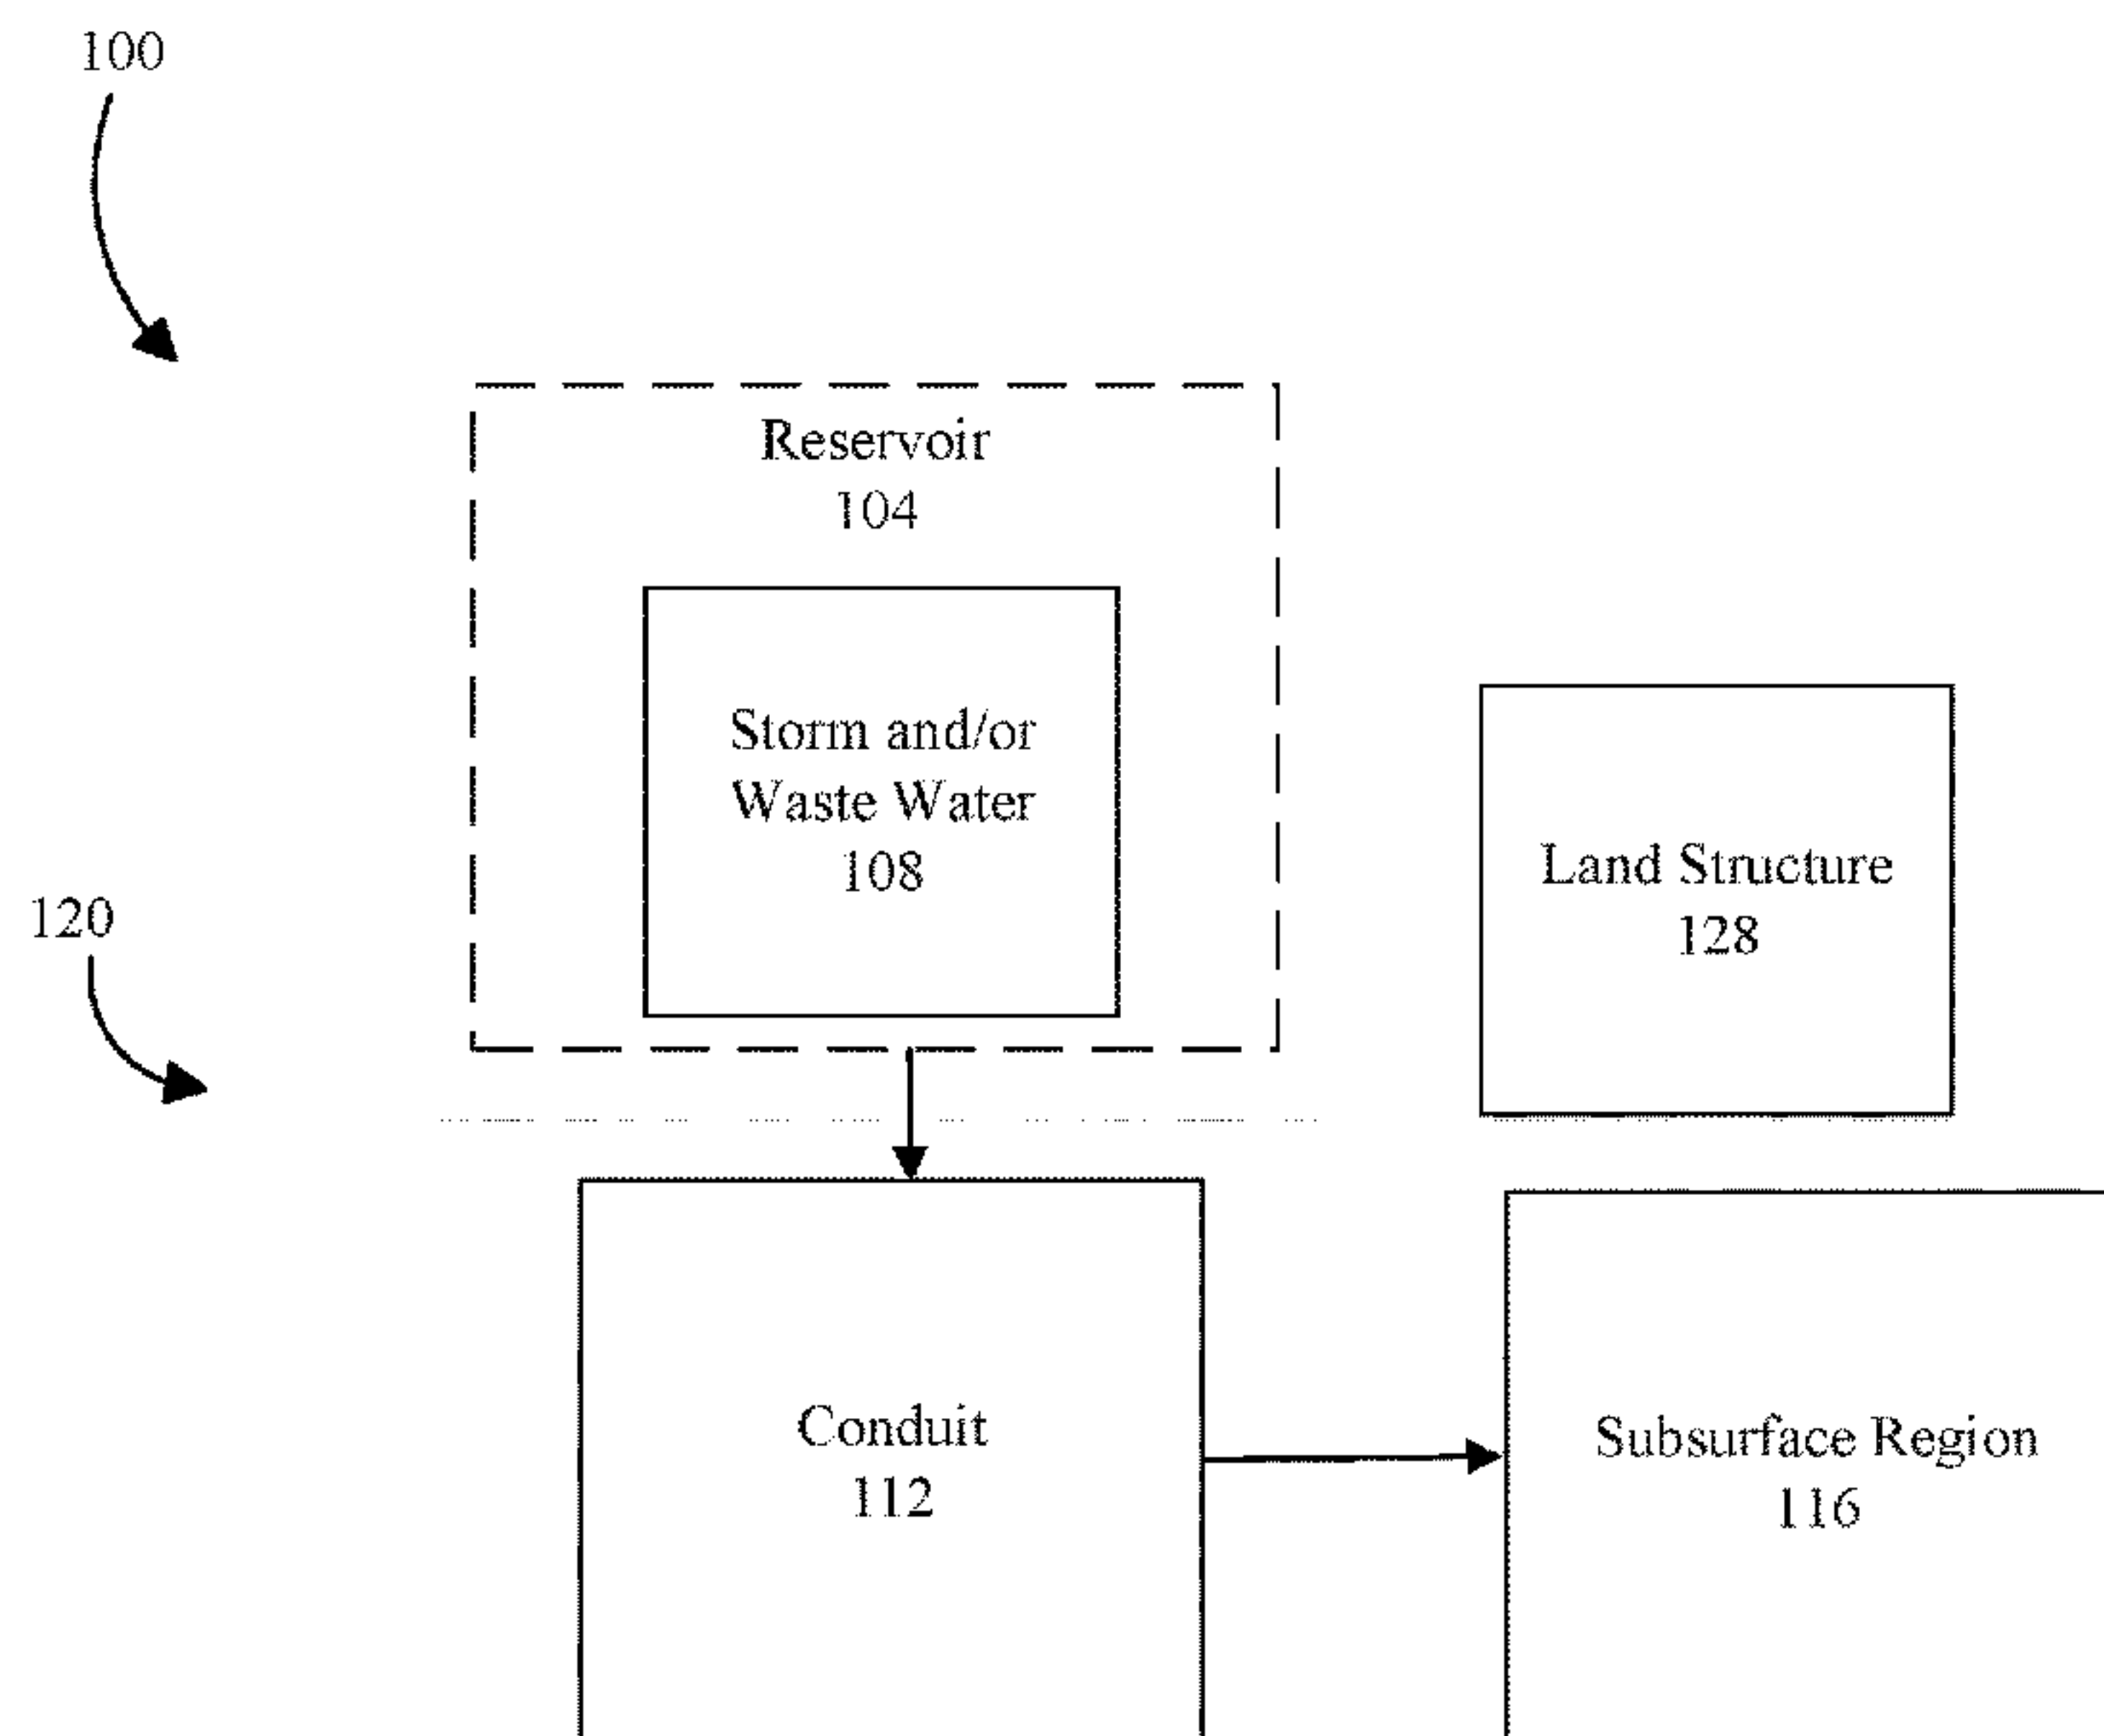 100
Reservoir
104
Storm and/or
Waste Water
108
Land Structure
128
120
Conduit
112
Subsurface Region
116